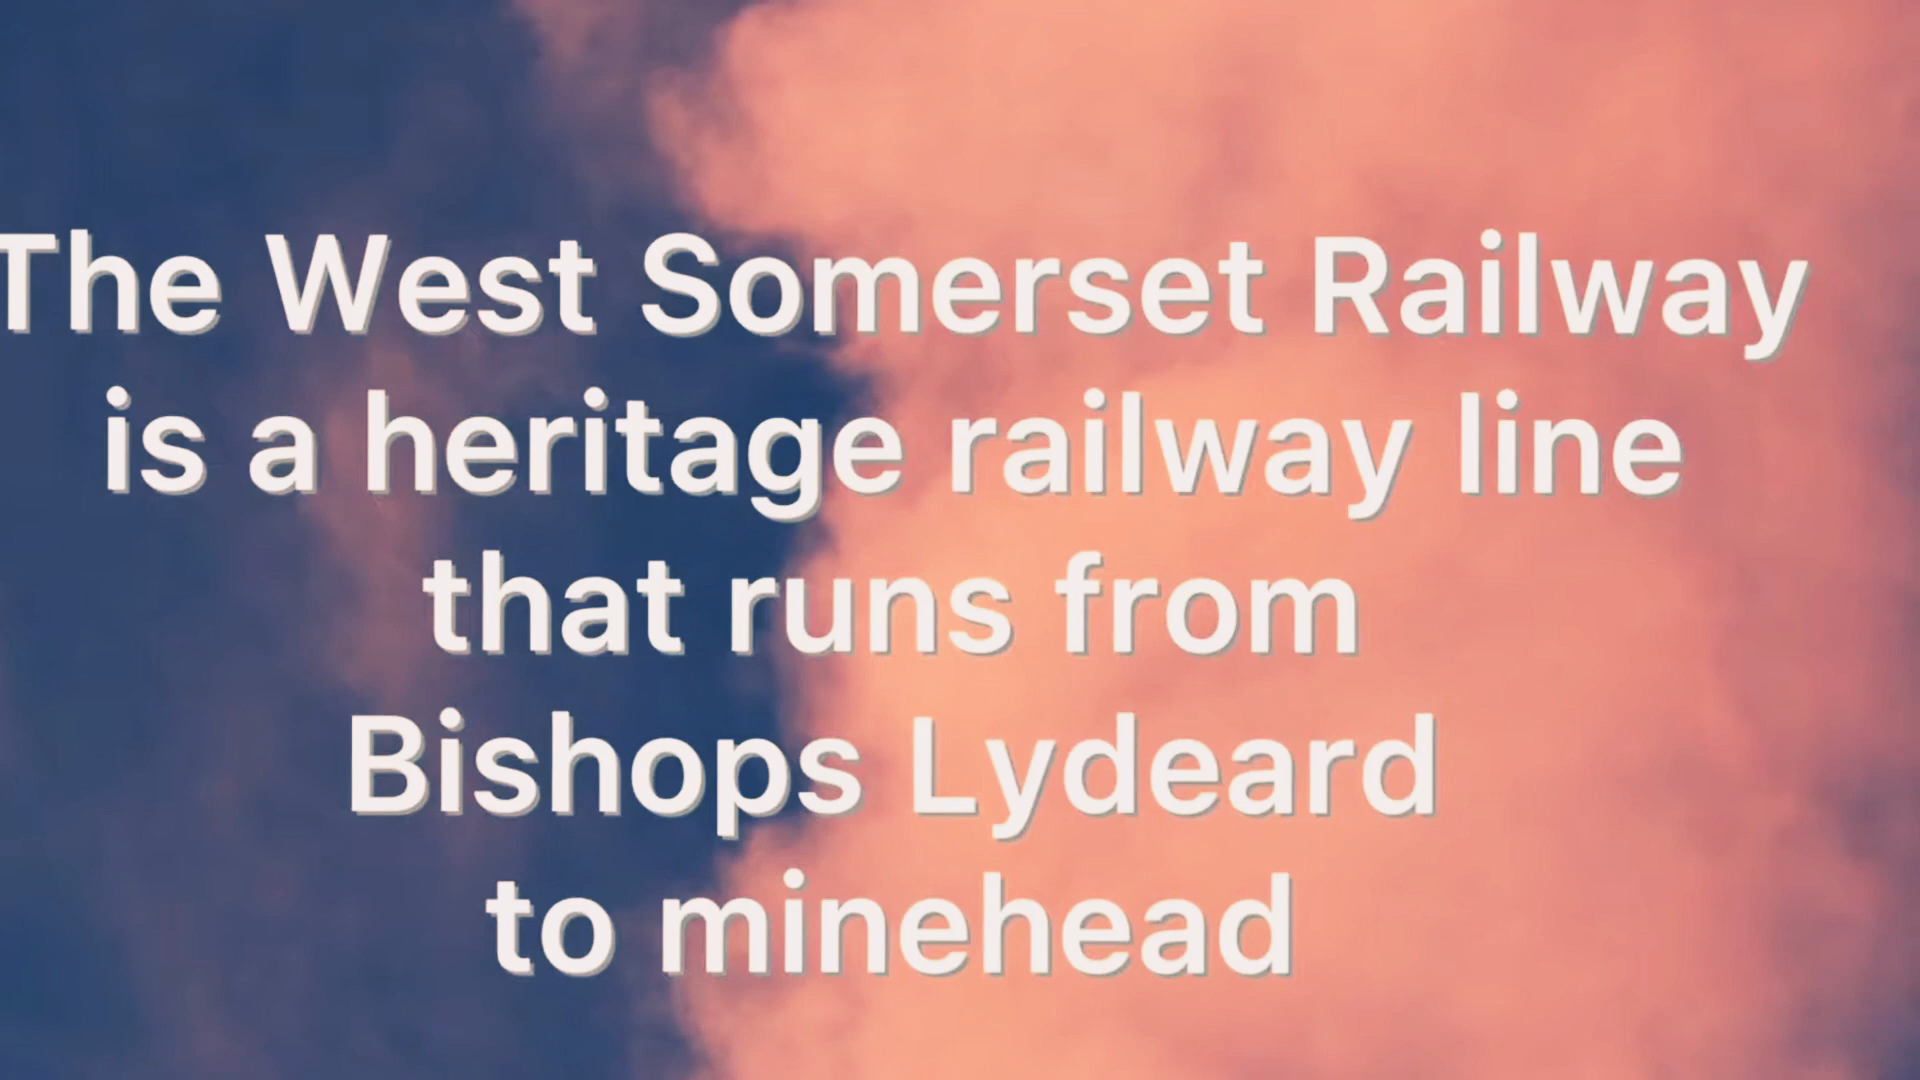 The West Somerset Railway
is a heritage railway line
that runs from
Bishops Lydeard
to minehead